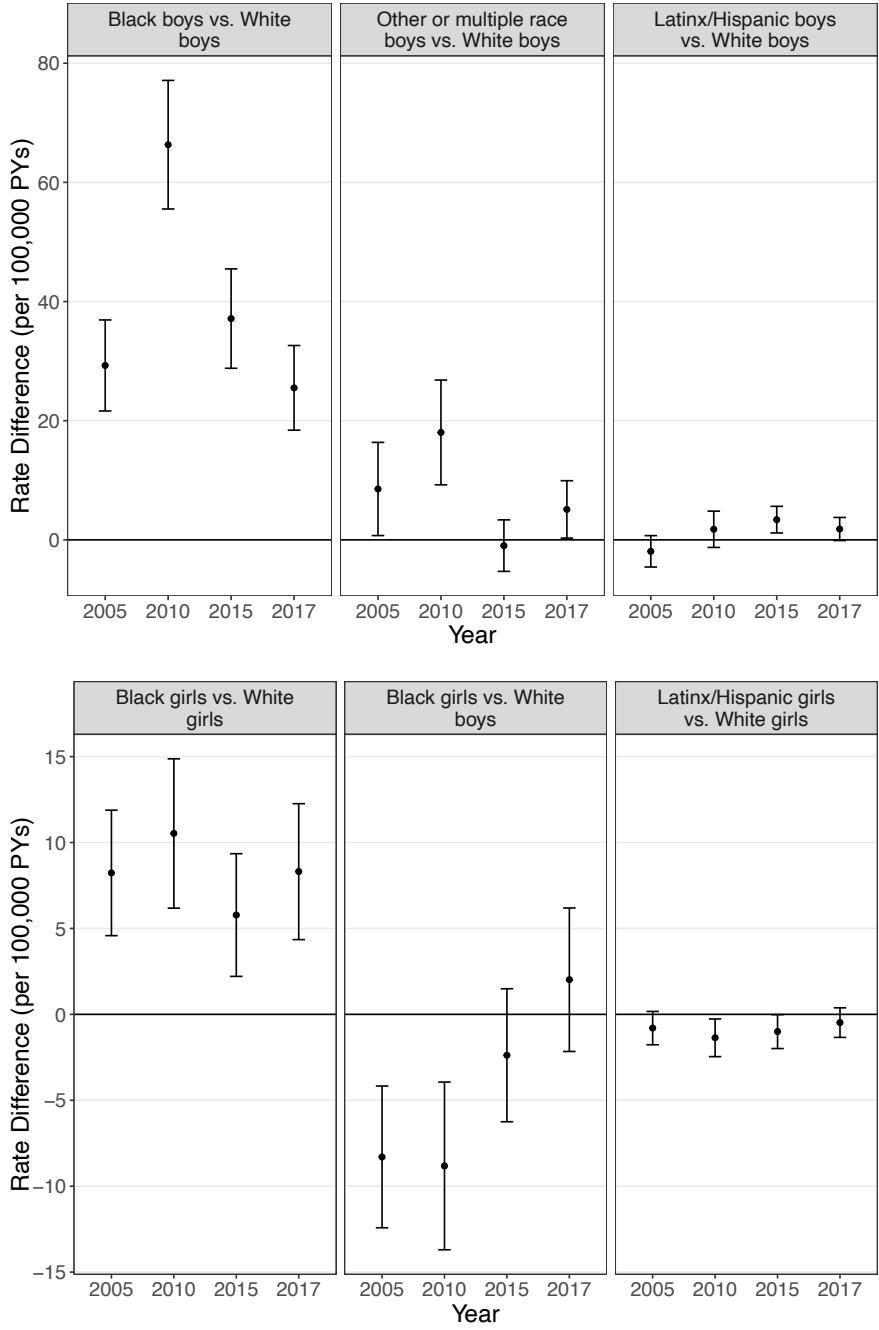 Black boys vs. White
boys
Other or multiple race
boys vs. White boys
Latinx/Hispanic boys
vs. White boys
Rate Difference (per 100,000 PYs)
80
60
40
20
0
2005 2010 2015 2017
2005 2010 2015 2017
2005 2010 2015 2017
Year
Black girls vs. White
girls
Black girls vs. White
boys
Latinx/Hispanic girls
vs. White girls
Rate Difference (per 100,000 PYs)
15
10
5
0
−5
−10
−15
2005 2010 2015 2017
2005 2010 2015 2017
2005 2010 2015 2017
Year